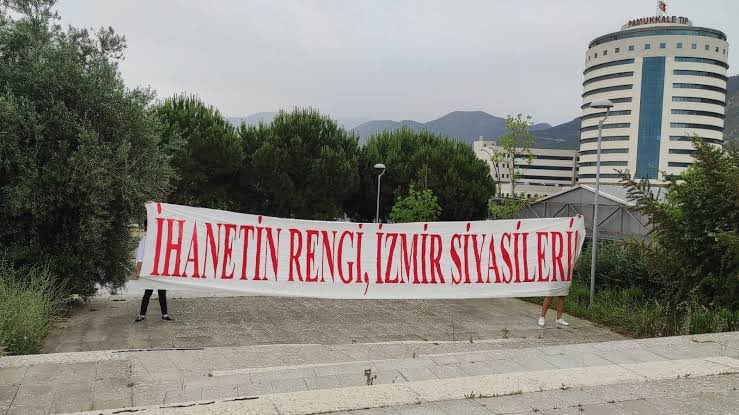 PAMUKKALE TIP
İHANETİN RENGİ, İZMİR SİYASİLERİ!